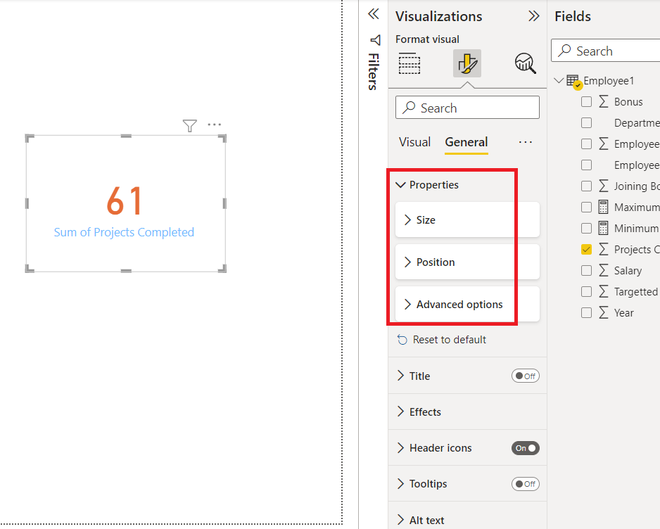 61
Sum of Projects Completed
Filters
Visualizations
Format visual
Search
Visual
General
Properties
Size
Position
Advanced options
Reset to default
Title
Off
Effects
Header icons
On
Tooltips
Off
Alt text
Fields
Search
Employee1
Bonus
Departme
Employee
Employee
Joining Bo
Maximum
Minimum
Projects C
Salary
Targetted
Year